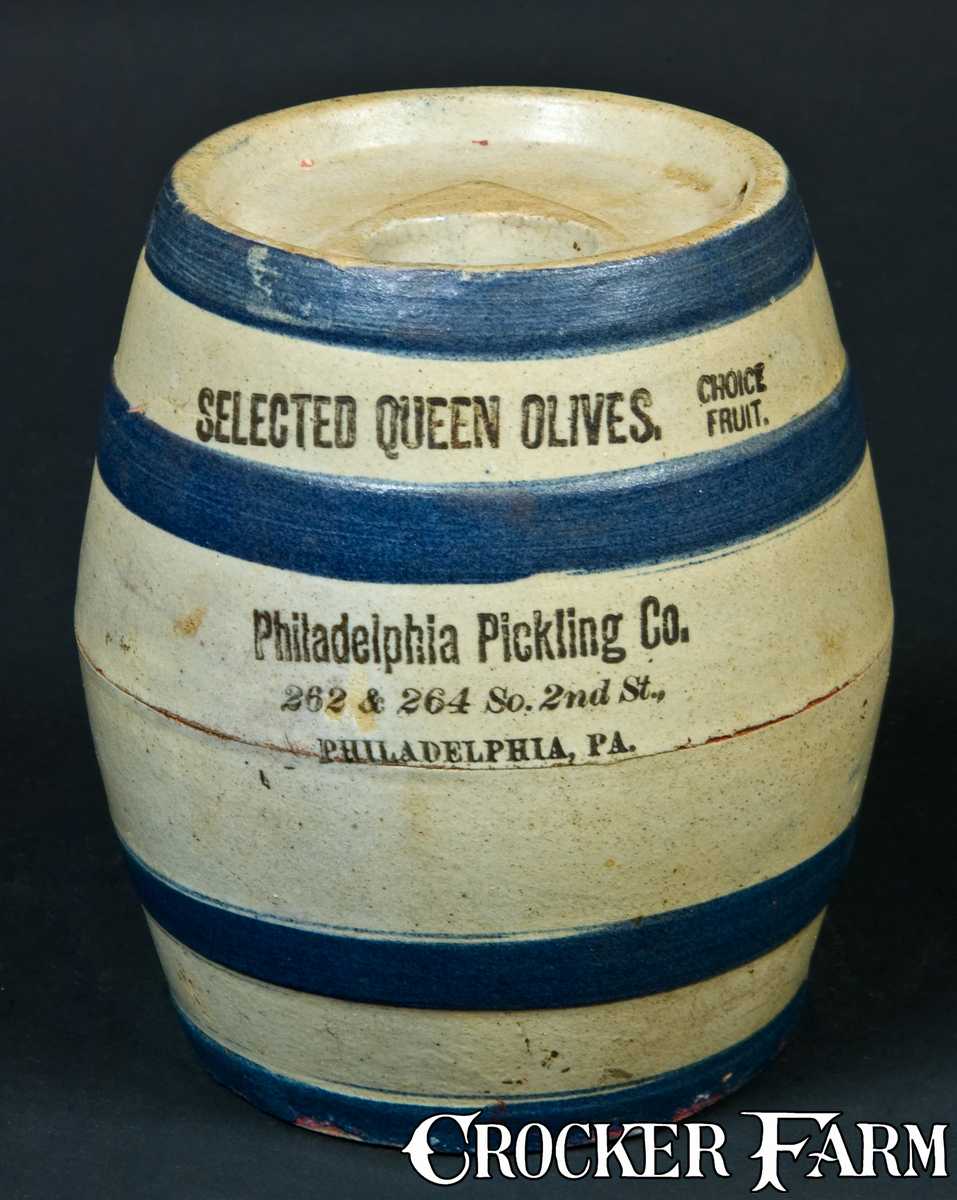 SELECTED QUEEN OLIVES. CHOICE FRUIT.
Philadelphia Pickling Co.
262 & 264 So. 2nd St.,
PHILADELPHIA, PA.
CROCKER FARM